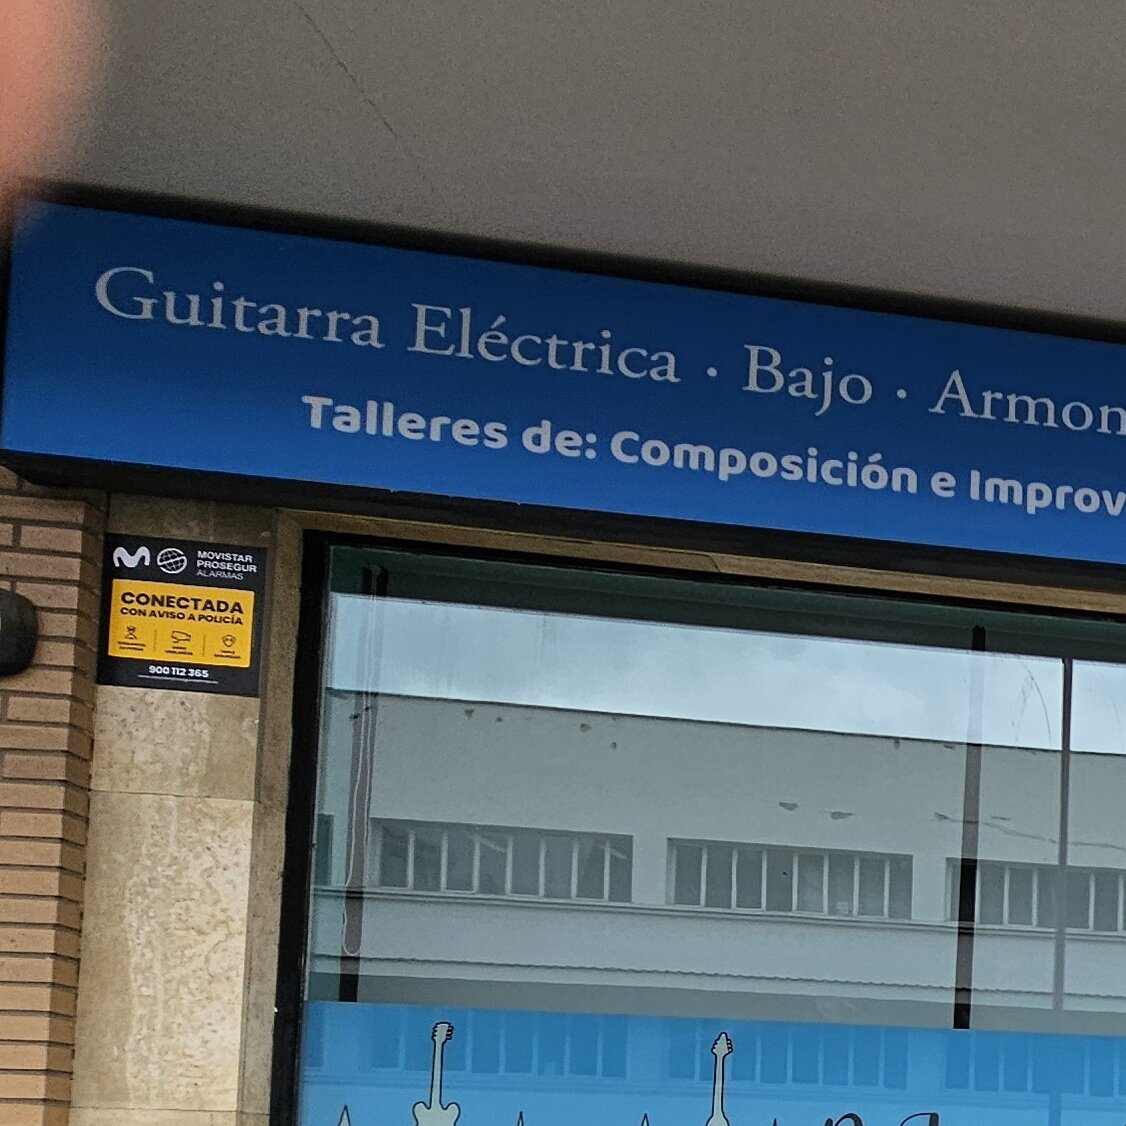 Guitarra Eléctrica · Bajo · Armon
Talleres de: Composición e Improv
MOVISTAR
PROSEGUR
ALARMAS
CONECTADA
CON AVISO A POLICÍA
900 112 365